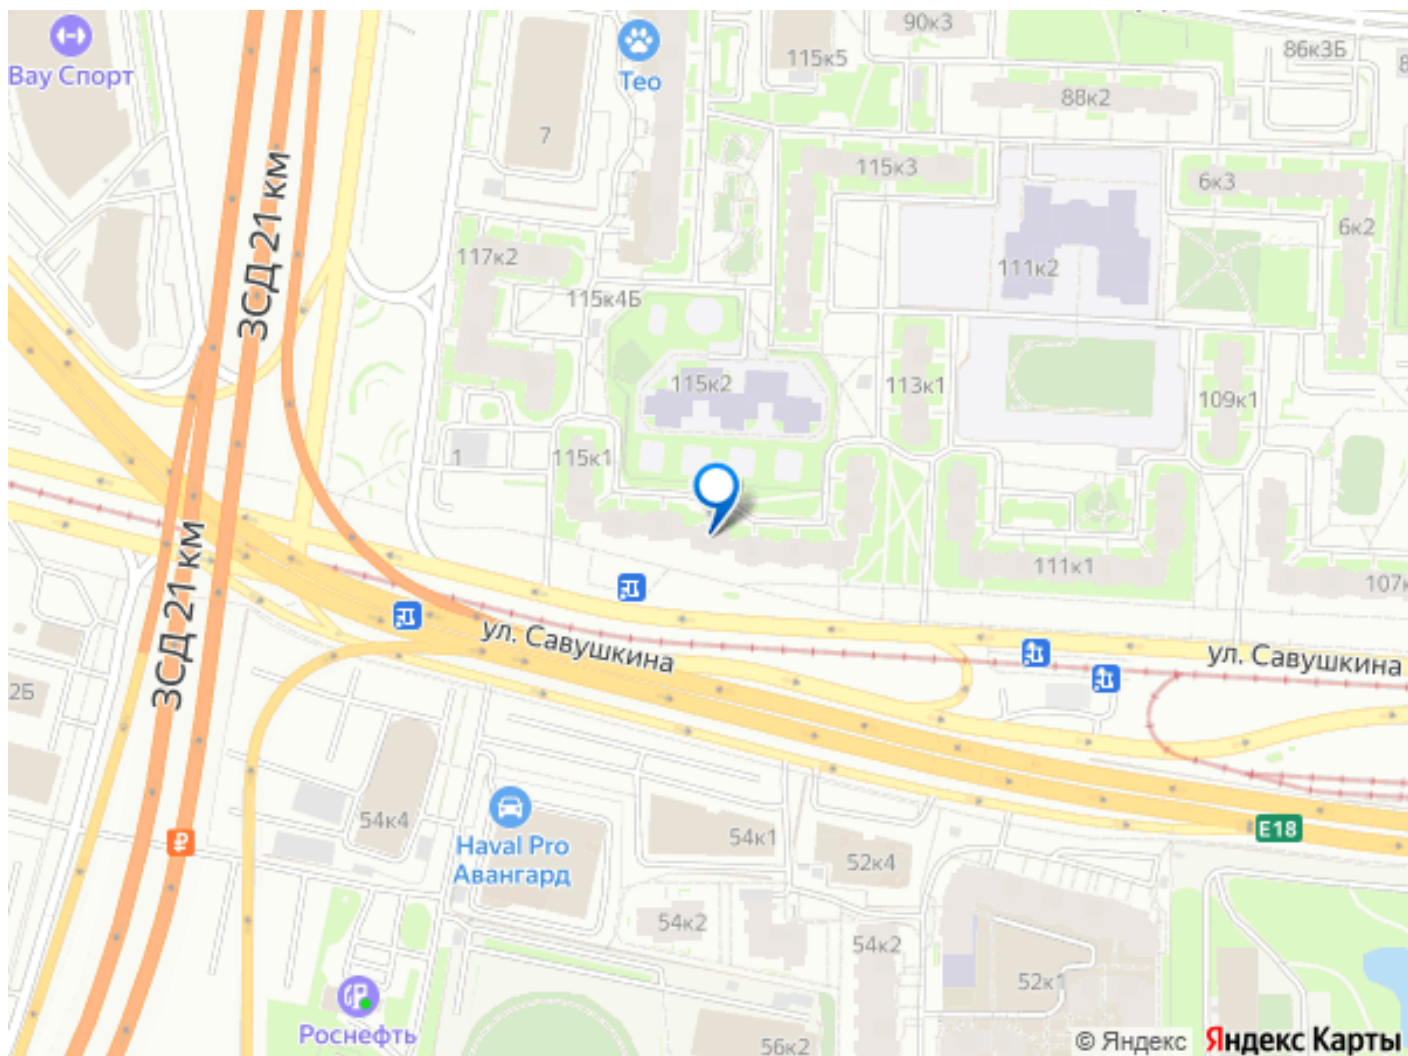 90к3
86к3Б
Вау Спорт
Тео
115к5
88к2
7
115к3
6к3
6к2
ЗСД 21 км
117к2
111к2
115к4Б
115к2
113к1
109к1
1
115к1
111к1
107к
ЗСД 21 км
ул. Савушкина
ул. Савушкина
2Б
54к4
Haval Pro
Авангард
54к1
52к4
E18
54к2
54к2
52к1
Роснефть
56к2
© Яндекс
Яндекс Карты